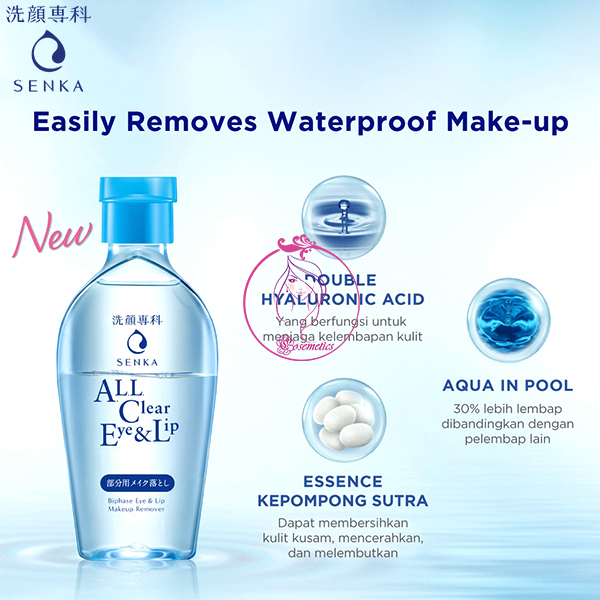 洗顔専科
SENKA
Easily Removes Waterproof Make-up
New
洗顔専科
SENKA
ALL
Clear
Eye&Lip
部分用メイク落とし
Biphase Eye & Lip
Makeup Remover
DOUBLE
HYALURONIC ACID
Yang berfungsi untuk
menjaga kelembapan kulit
Cosmetics
AQUA IN POOL
30% lebih lembap
dibandingkan dengan
pelembap lain
ESSENCE
KEPOMPONG SUTRA
Dapat membersihkan
kulit kusam, mencerahkan,
dan melembutkan